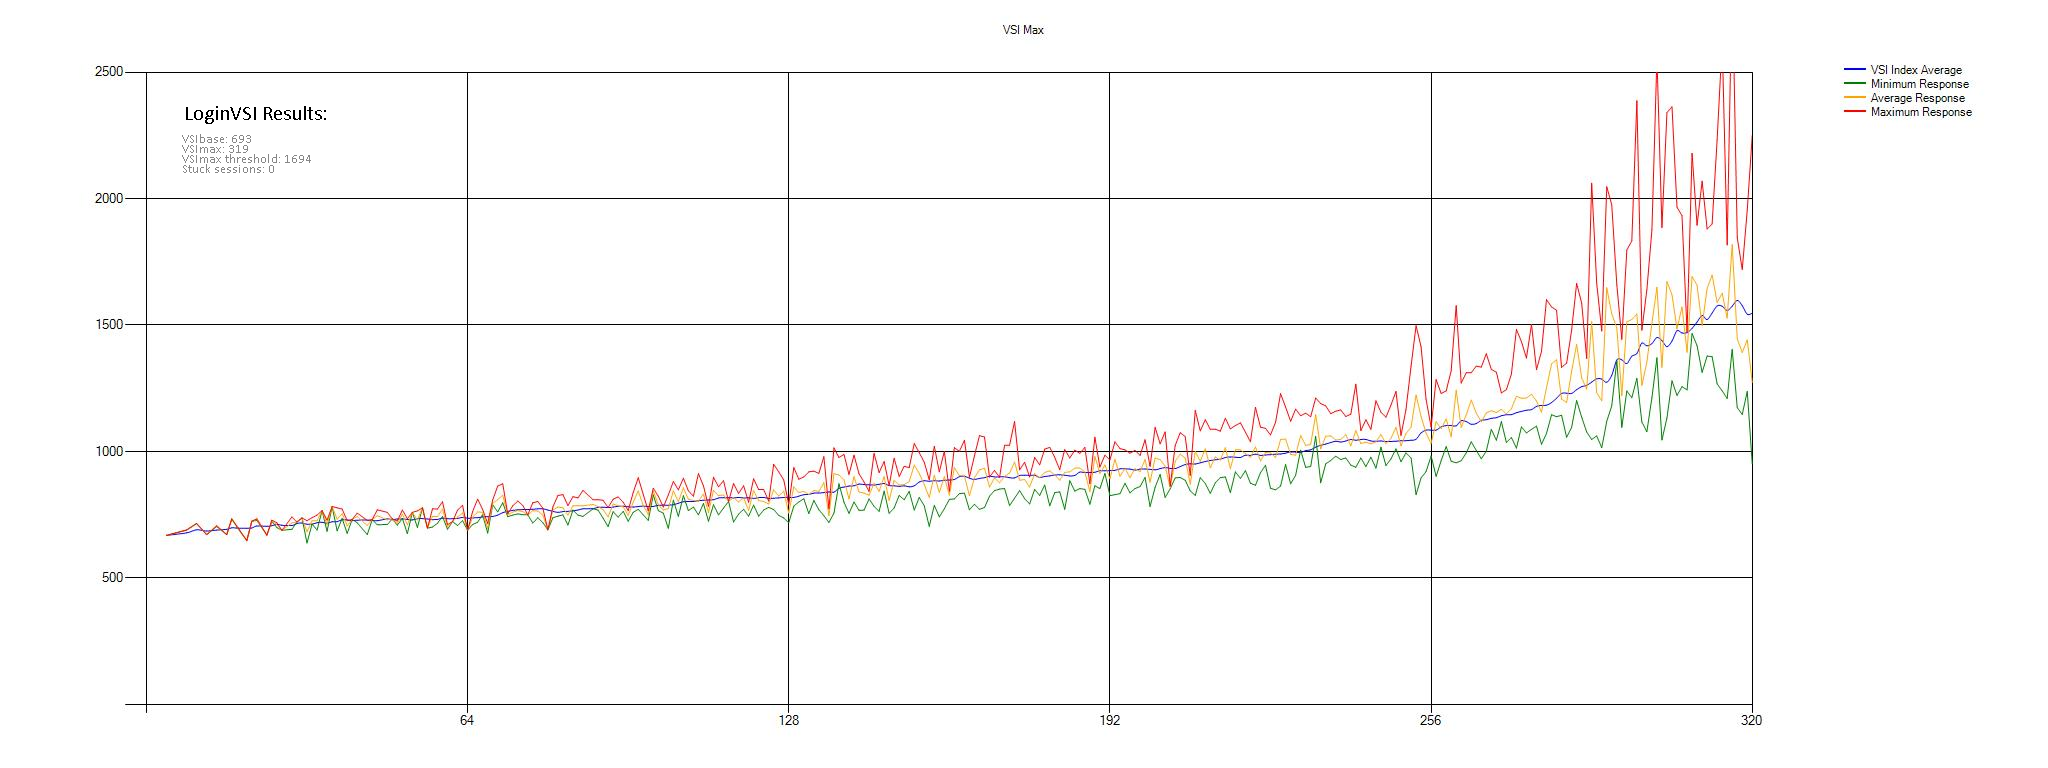 VSI Max
2500
2000
1500
1000
500
64
128
192
256
320
LoginVSI Results:
VSIbase: 693
VSImax: 319
VSImax threshold: 1694
Stuck sessions: 0
VSI Index Average
Minimum Response
Average Response
Maximum Response